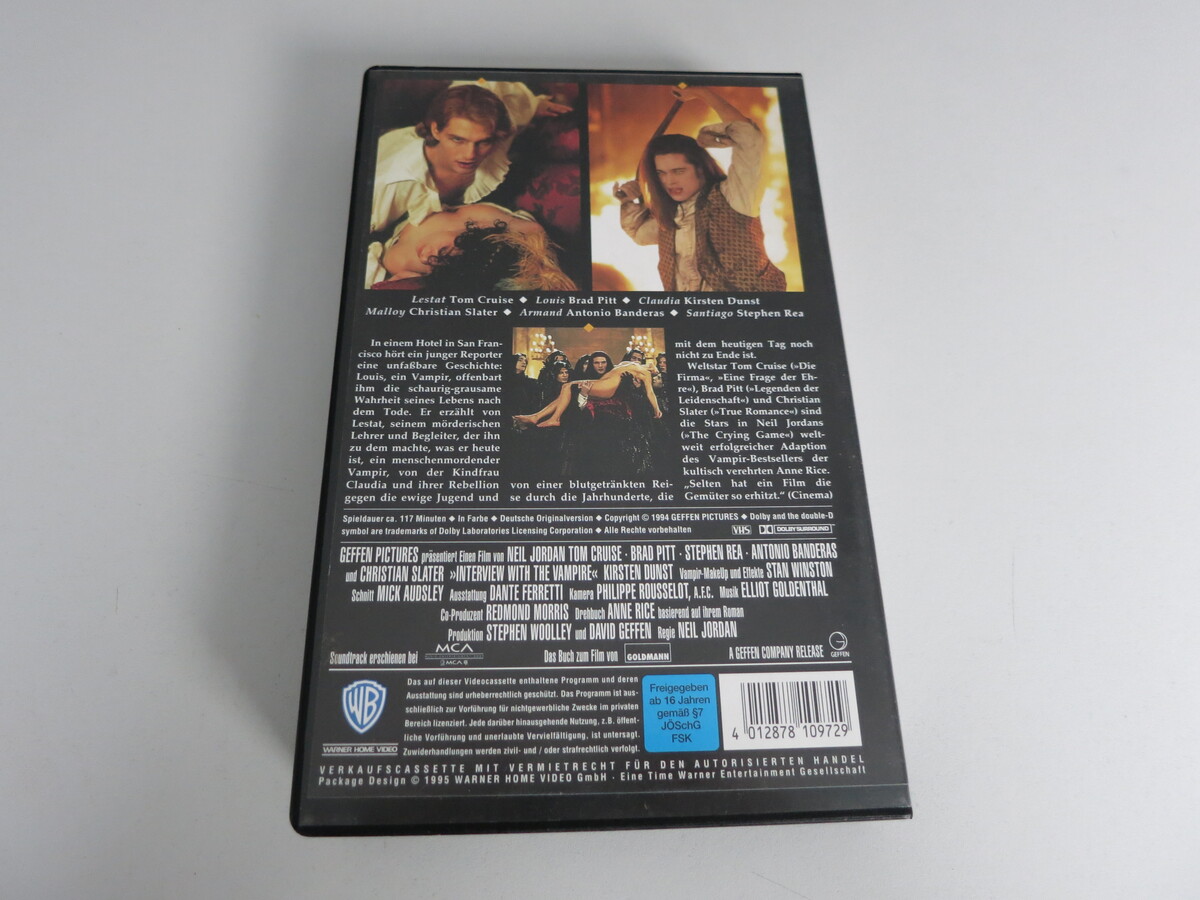 Lestat Tom Cruise ◆ Louis Brad Pitt ◆ Claudia Kirsten Dunst
Malloy Christian Slater ◆ Armand Antonio Banderas ◆ Santiago Stephen Rea
In einem Hotel in San Fran-
cisco hört ein junger Reporter
eine unfaßbare Geschichte:
Louis, ein Vampir, offenbart
ihm die schaurig-grausame
Wahrheit seines Lebens nach
dem Tode. Er erzählt von
Lestat, seinem mörderischen
Lehrer und Begleiter, der ihn
zu dem machte, was er heute
ist, ein menschenmordender
Vampir, von der Kindfrau
Claudia und ihrer Rebellion
gegen die ewige Jugend und
von einer blutgetränkten Rei-
se durch die Jahrhunderte, die
mit dem heutigen Tag noch
nicht zu Ende ist.
Weltstar Tom Cruise (»Die
Firma«, »Eine Frage der Eh-
re«), Brad Pitt (»Legenden der
Leidenschaft«) und Christian
Slater (»True Romance«) sind
die Stars in Neil Jordans
(»The Crying Game«) welt-
weit erfolgreicher Adaption
des Vampir-Bestsellers der
kultisch verehrten Anne Rice.
„Selten hat ein Film die
Gemüter so erhitzt.“ (Cinema)
Spieldauer ca. 117 Minuten ◆ In Farbe ◆ Deutsche Originalversion ◆ Copyright © 1994 GEFFEN PICTURES ◆ Dolby and the double-D
symbol are trademarks of Dolby Laboratories Licensing Corporation ◆ Alle Rechte vorbehalten
VHS DOLBY SURROUND
GEFFEN PICTURES präsentiert Einen Film von NEIL JORDAN TOM CRUISE · BRAD PITT · STEPHEN REA · ANTONIO BANDERAS
und CHRISTIAN SLATER »INTERVIEW WITH THE VAMPIRE« KIRSTEN DUNST Vampir-MakeUp und Effekte STAN WINSTON
Schnitt MICK AUDSLEY Ausstattung DANTE FERRETTI Kamera PHILIPPE ROUSSELOT, A.F.C. Musik ELLIOT GOLDENTHAL
Co-Produzent REDMOND MORRIS Drehbuch ANNE RICE basierend auf ihrem Roman
Produktion STEPHEN WOOLLEY und DAVID GEFFEN Regie NEIL JORDAN
Soundtrack erschienen bei MCA
MCA
Das Buch zum Film von GOLDMANN
A GEFFEN COMPANY RELEASE
GEFFEN
WB
WARNER HOME VIDEO
Das auf dieser Videocassette enthaltene Programm und deren
Ausstattung sind urheberrechtlich geschützt. Das Programm ist aus-
schließlich zur Vorführung für nichtgewerbliche Zwecke im privaten
Bereich lizenziert. Jede darüber hinausgehende Nutzung, z.B. öffent-
liche Vorführung und unerlaubte Vervielfältigung, ist untersagt.
Zuwiderhandlungen werden zivil- und / oder strafrechtlich verfolgt.
Freigegeben
ab 16 Jahren
gemäß §7
JÖSchG
FSK
4 012878 109729
VERKAUFSCASSETTE MIT VERMIETRECHT FÜR DEN AUTORISIERTEN HANDEL
Package Design © 1995 WARNER HOME VIDEO GmbH · Eine Time Warner Entertainment Gesellschaft